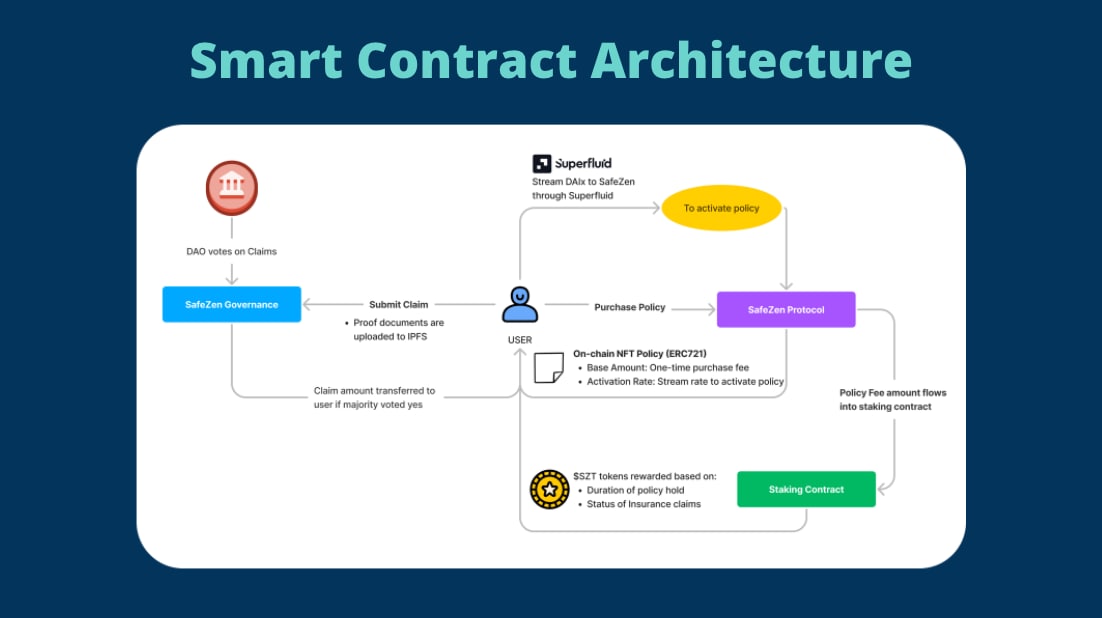 Smart Contract Architecture
Superfluid
Stream DAIx to SafeZen
through Superfluid
To activate policy
DAO votes on Claims
SafeZen Governance
Submit Claim
• Proof documents are
uploaded to IPFS
USER
Purchase Policy
SafeZen Protocol
On-chain NFT Policy (ERC721)
• Base Amount: One-time purchase fee
• Activation Rate: Stream rate to activate policy
Claim amount transferred to
user if majority voted yes
Policy Fee amount flows
into staking contract
$SZT tokens rewarded based on:
• Duration of policy hold
• Status of Insurance claims
Staking Contract